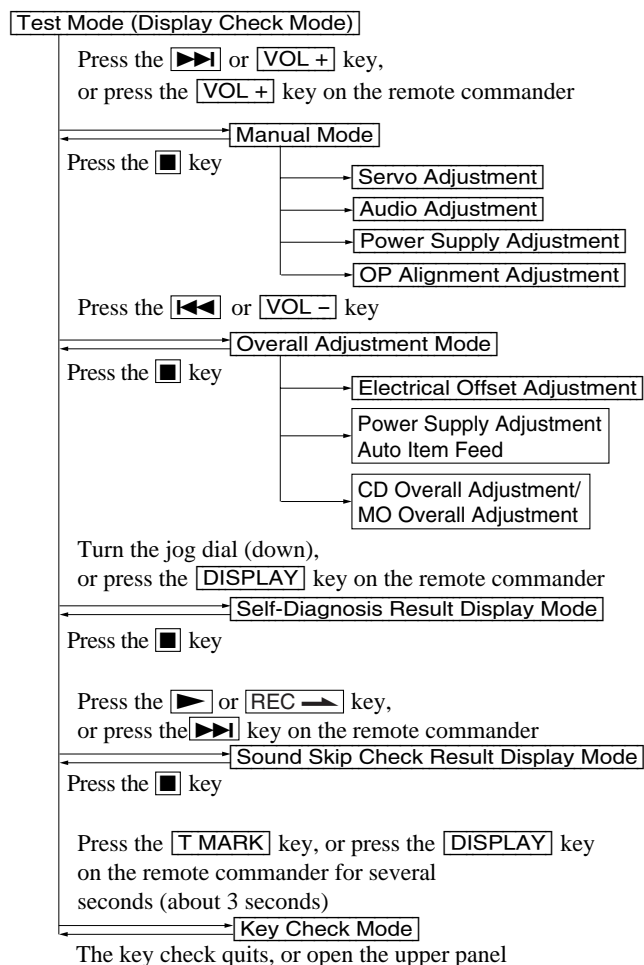 Test Mode (Display Check Mode)
Press the ▶▶I or VOL + key,
or press the VOL + key on the remote commander
Manual Mode
Press the ■ key
Servo Adjustment
Audio Adjustment
Power Supply Adjustment
OP Alignment Adjustment
Press the I◀◀ or VOL – key
Overall Adjustment Mode
Press the ■ key
Electrical Offset Adjustment
Power Supply Adjustment
Auto Item Feed
CD Overall Adjustment/
MO Overall Adjustment
Turn the jog dial (down),
or press the DISPLAY key on the remote commander
Self-Diagnosis Result Display Mode
Press the ■ key
Press the ▶ or REC key,
or press the ▶▶I key on the remote commander
Sound Skip Check Result Display Mode
Press the ■ key
Press the T MARK key, or press the DISPLAY key
on the remote commander for several
seconds (about 3 seconds)
Key Check Mode
The key check quits, or open the upper panel